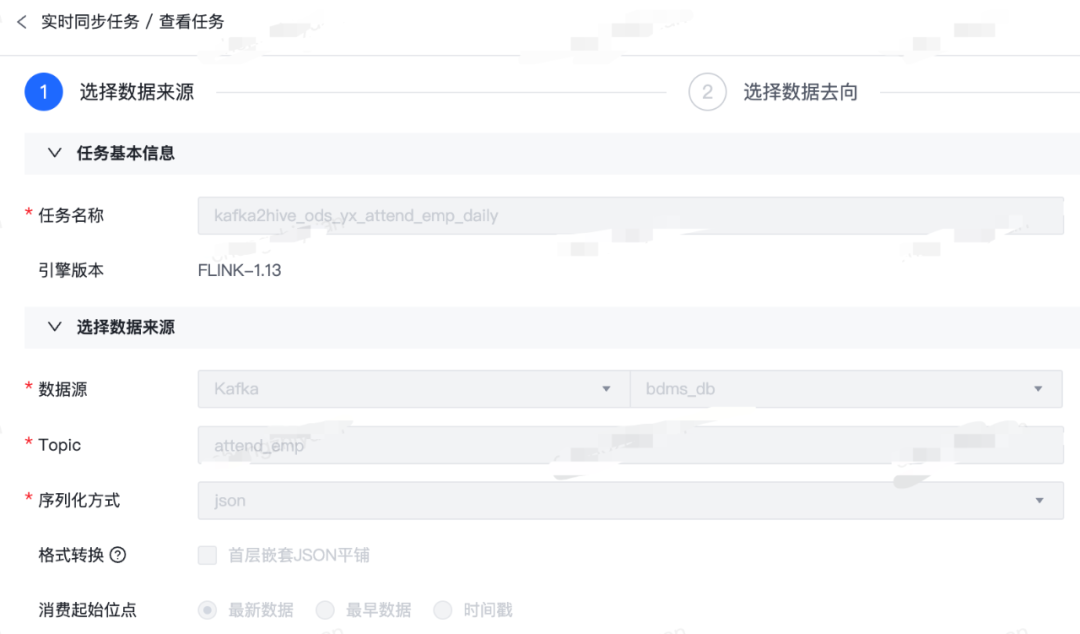 实时同步任务 / 查看任务
1 选择数据来源 2 选择数据去向
任务基本信息
* 任务名称 kafka2hive_ods_yx_attend_emp_daily
引擎版本 FLINK-1.13
选择数据来源
* 数据源 Kafka bdms_db
* Topic attend_emp
* 序列化方式 json
格式转换 ? 首层嵌套JSON平铺
消费起始位点 最新数据 最早数据 时间戳